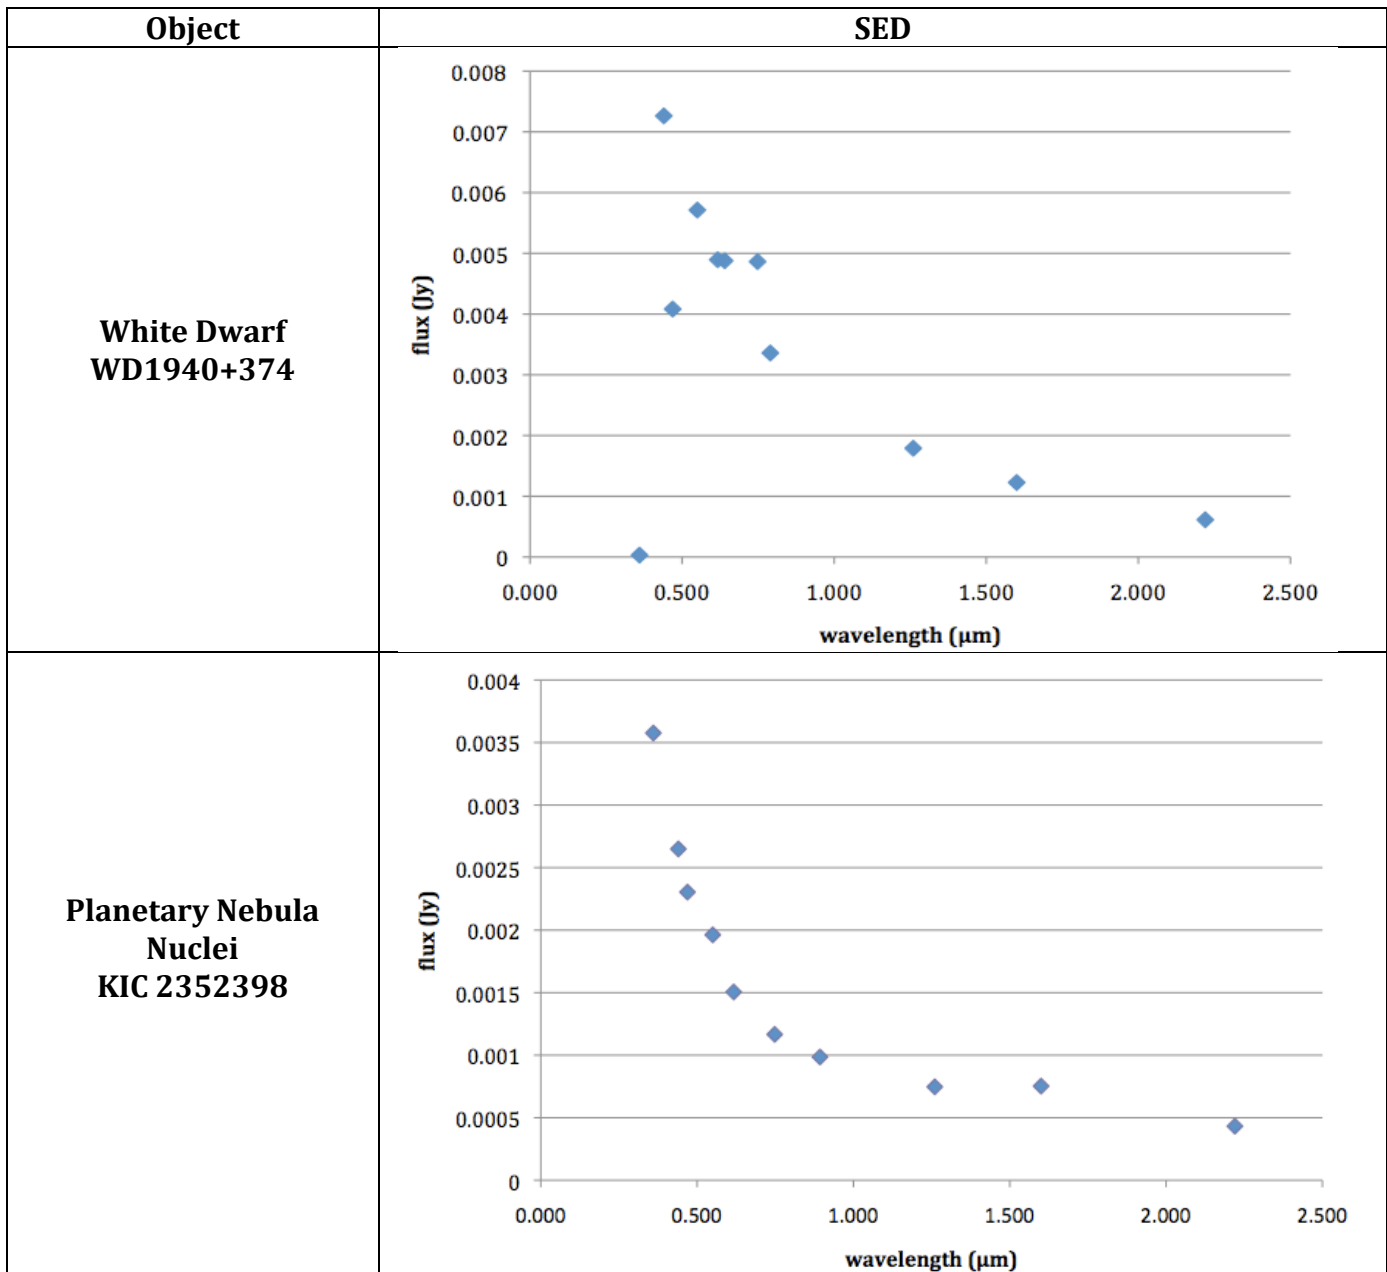 Object
SED
White Dwarf
WD1940+374
0.008
0.007
0.006
0.005
0.004
0.003
0.002
0.001
0
flux (Jy)
0.000 0.500 1.000 1.500 2.000 2.500
wavelength (µm)
Planetary Nebula
Nuclei
KIC 2352398
0.004
0.0035
0.003
0.0025
0.002
0.0015
0.001
0.0005
0
flux (Jy)
0.000 0.500 1.000 1.500 2.000 2.500
wavelength (µm)